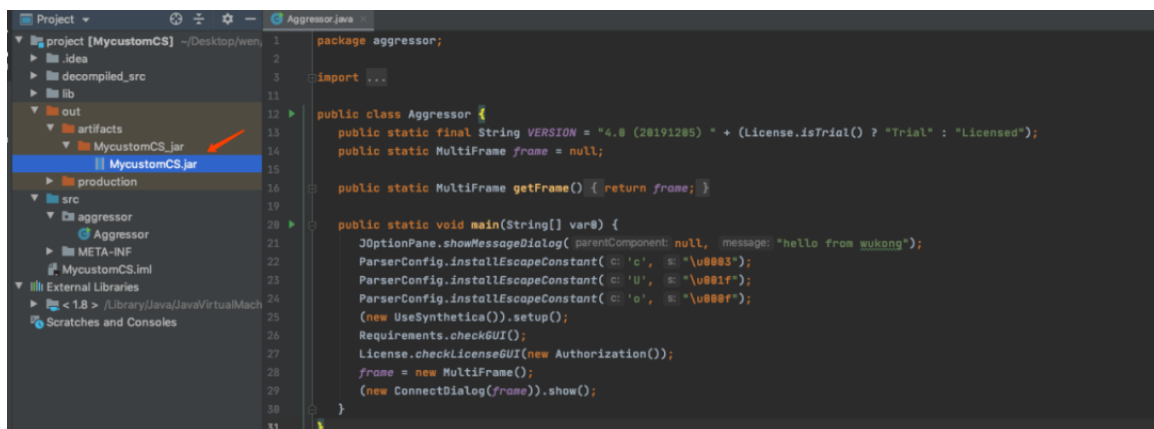 Project
Aggressor.java
project [MycustomCS] ~/Desktop/wen,
.idea
decompiled_src
lib
out
artifacts
MycustomCS_jar
MycustomCS.jar
production
src
aggressor
Aggressor
META-INF
MycustomCS.iml
External Libraries
< 1.8 > /Library/Java/JavaVirtualMach
Scratches and Consoles
1 package aggressor;
2
3 import ...
11
12 public class Aggressor {
13 public static final String VERSION = "4.0 (20191205) " + (License.isTrial() ? "Trial" : "Licensed");
14 public static MultiFrame frame = null;
15
16 public static MultiFrame getFrame() { return frame; }
19
20 public static void main(String[] var0) {
21 JOptionPane.showMessageDialog( parentComponent: null, message: "hello from wukong");
22 ParserConfig.installEscapeConstant( c: 'c', s: "\u0003");
23 ParserConfig.installEscapeConstant( c: 'U', s: "\u001f");
24 ParserConfig.installEscapeConstant( c: 'o', s: "\u000f");
25 (new UseSynthetica()).setup();
26 Requirements.checkGUI();
27 License.checkLicenseGUI(new Authorization());
28 frame = new MultiFrame();
29 (new ConnectDialog(frame)).show();
30 }
31 }